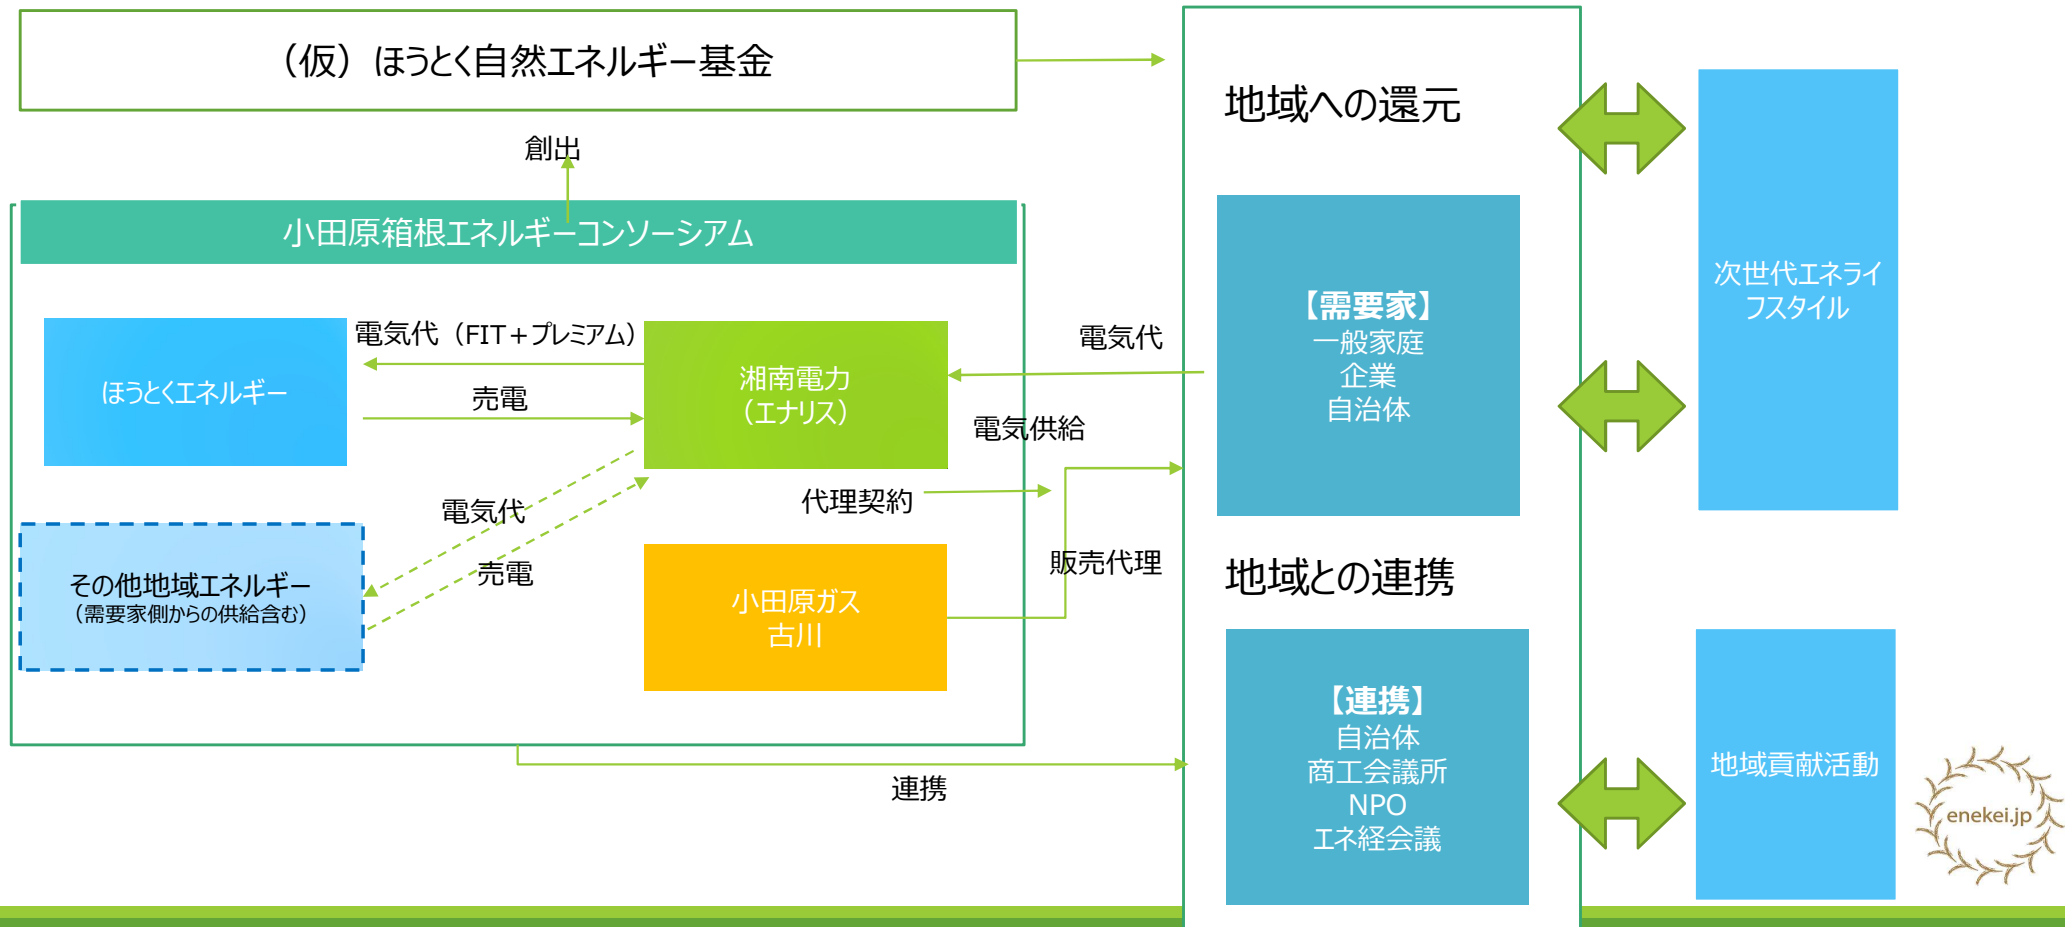 （仮）ほうとく自然エネルギー基金
創出
小田原箱根エネルギーコンソーシアム
ほうとくエネルギー
電気代（FIT＋プレミアム）
売電
湘南電力
（エナリス）
電気代
電気供給
代理契約
電気代
売電
その他地域エネルギー
（需要家側からの供給含む）
小田原ガス
古川
販売代理
連携
地域への還元
【需要家】
一般家庭
企業
自治体
地域との連携
【連携】
自治体
商工会議所
NPO
エネ経会議
次世代エネライ
フスタイル
地域貢献活動
enekei.jp